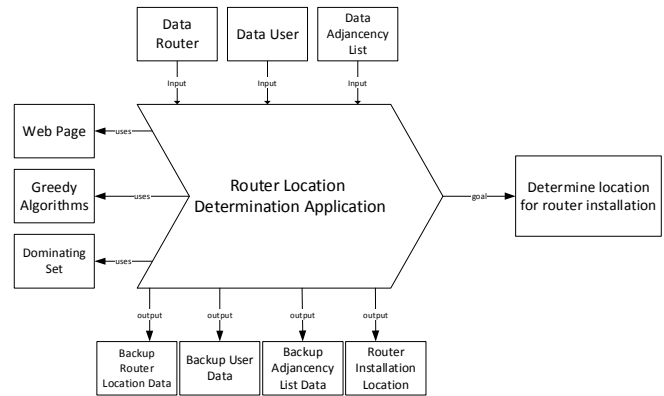 Data
Router
Data User
Data
Adjancency
List
Input
Input
Input
Web Page
uses
Greedy
Algorithms
uses
Dominating
Set
uses
Router Location
Determination Application
goal
Determine location
for router installation
output
output
output
output
Backup
Router
Location Data
Backup User
Data
Backup
Adjancency
List Data
Router
Installation
Location